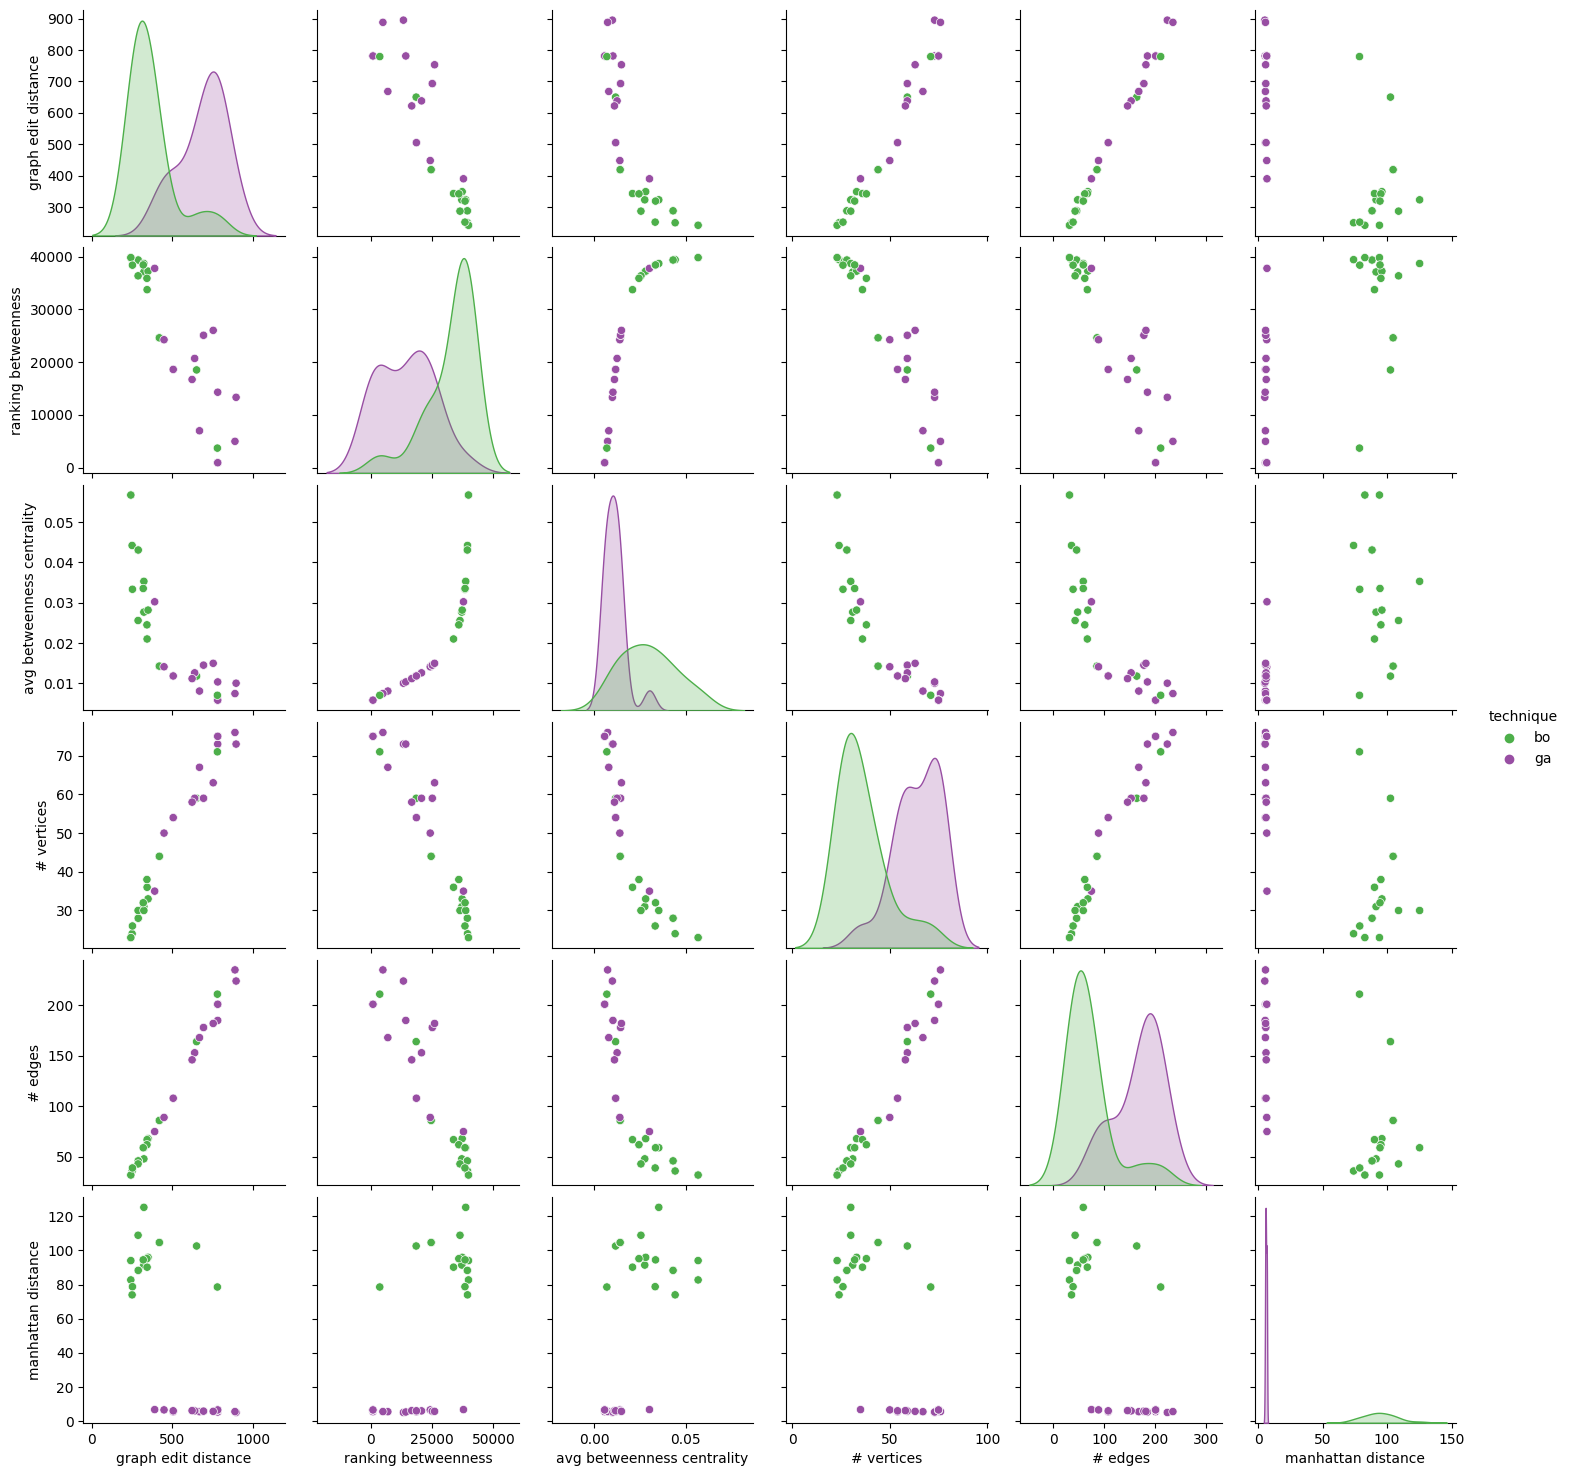 graph edit distance
900
800
700
600
500
400
300
ranking betweenness
40000
30000
20000
10000
0
avg betweenness centrality
0.05
0.04
0.03
0.02
0.01
# vertices
70
60
50
40
30
technique
bo
ga
# edges
200
150
100
50
manhattan distance
120
100
80
60
40
20
0
0 500 1000
0 25000 50000
0.00 0.05
0 100
0 100 200 300
0 50 100 150
graph edit distance
ranking betweenness
avg betweenness centrality
# vertices
# edges
manhattan distance